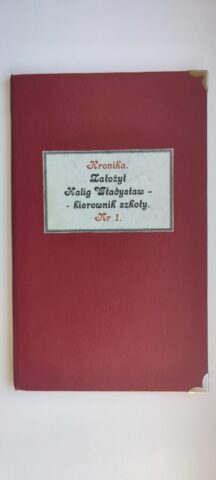 Kronika.
Założył
Kalig Władysław -
- kierownik szkoły.
Nr 1.